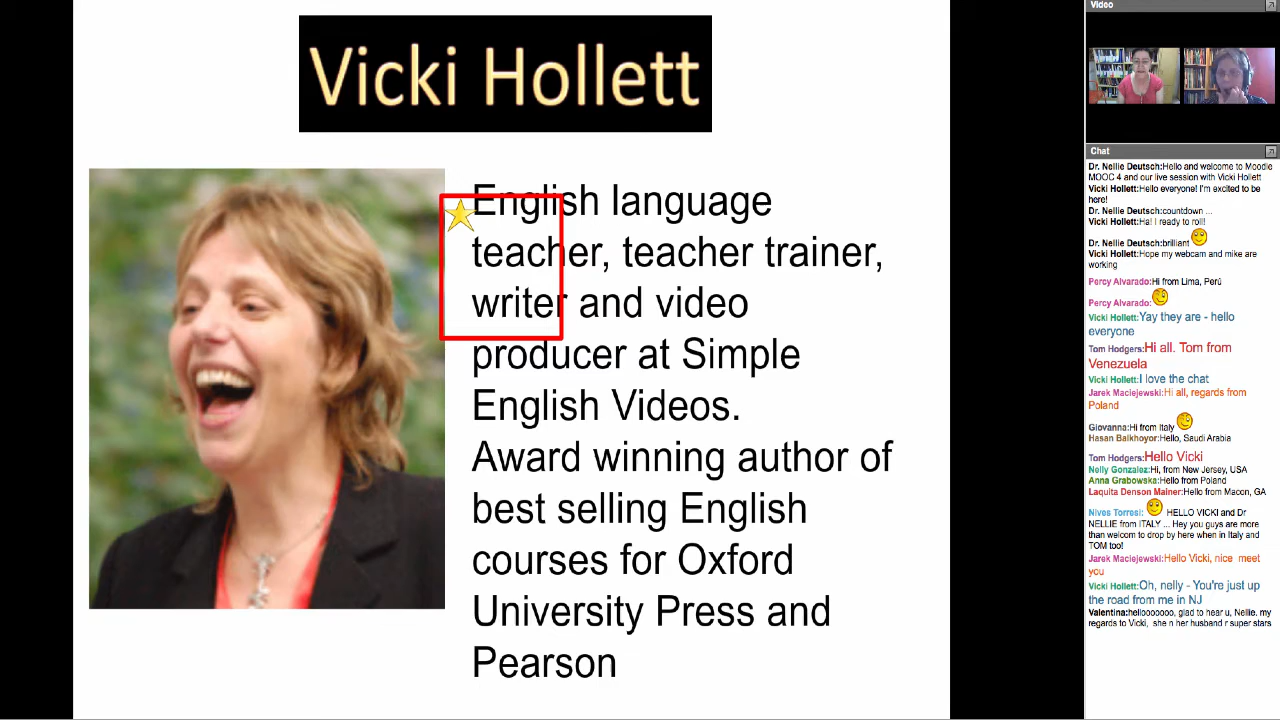 Vicki Hollett
English language
teacher, teacher trainer,
writer and video
producer at Simple
English Videos.
Award winning author of
best selling English
courses for Oxford
University Press and
Pearson
Video
Chat
Dr. Nellie Deutsch:Hello and welcome to Moodle
MOOC 4 and our live session with Vicki Hollett
Vicki Hollett:Hello everyone! I'm excited to be
here!
Dr. Nellie Deutsch:countdown ...
Vicki Hollett:Ha! I ready to roll!
Dr. Nellie Deutsch:brilliant
Vicki Hollett:Hope my webcam and mike are
working
Percy Alvarado:Hi from Lima, Perú
Percy Alvarado:
Vicki Hollett:Yay they are - hello
everyone
Tom Hodgers:Hi all. Tom from
Venezuela
Vicki Hollett:I love the chat
Jarek Maciejewski:Hi all, regards from
Poland
Giovanna:Hi from Italy
Hasan Balkhoyor:Hello, Saudi Arabia
Tom Hodgers:Hello Vicki
Nelly Gonzalez:Hi, from New Jersey, USA
Anna Grabowska:Hello from Poland
Laquita Denson Mainer:Hello from Macon, GA
Nives Torresi: HELLO VICKI and Dr
NELLIE from ITALY ... Hey you guys are more
than welcom to drop by here when in Italy and
TOM too!
Jarek Maciejewski:Hello Vicki, nice meet
you
Vicki Hollett:Oh, nelly - You're just up
the road from me in NJ
Valentina:hellooooooo, glad to hear u, Nellie. my
regards to Vicki, she n her husband r super stars